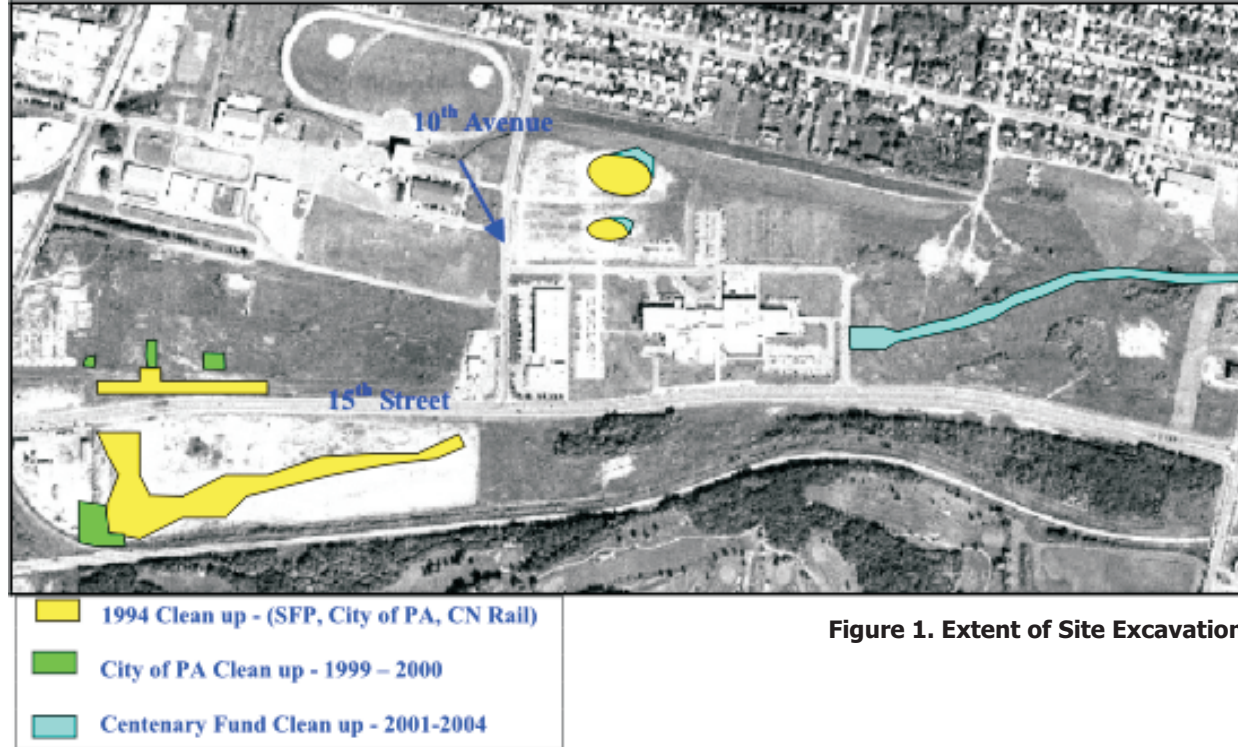 10th Avenue
15th Street
1994 Clean up - (SFP, City of PA, CN Rail)
Figure 1. Extent of Site Excavation
City of PA Clean up - 1999 – 2000
Centenary Fund Clean up - 2001-2004